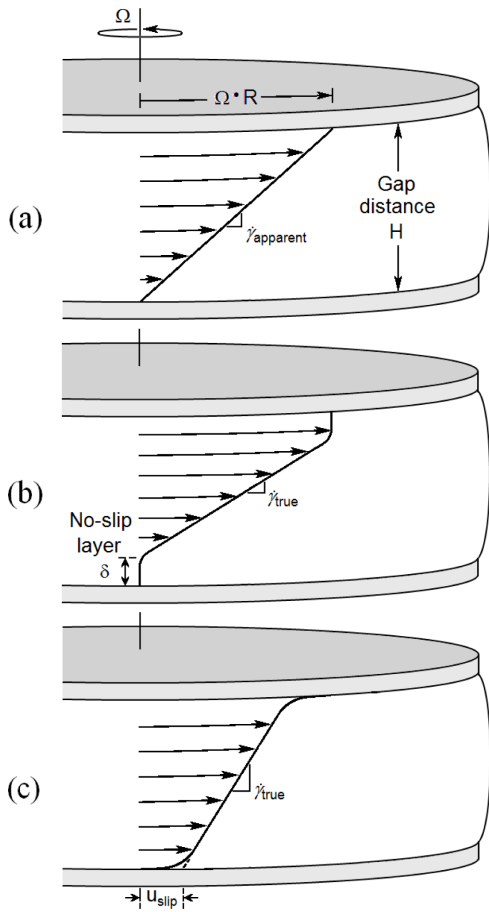 Ω
Ω • R
(a)
γ̇apparent
Gap
distance
H
(b)
No-slip
layer
δ
γ̇true
(c)
γ̇true
uslip